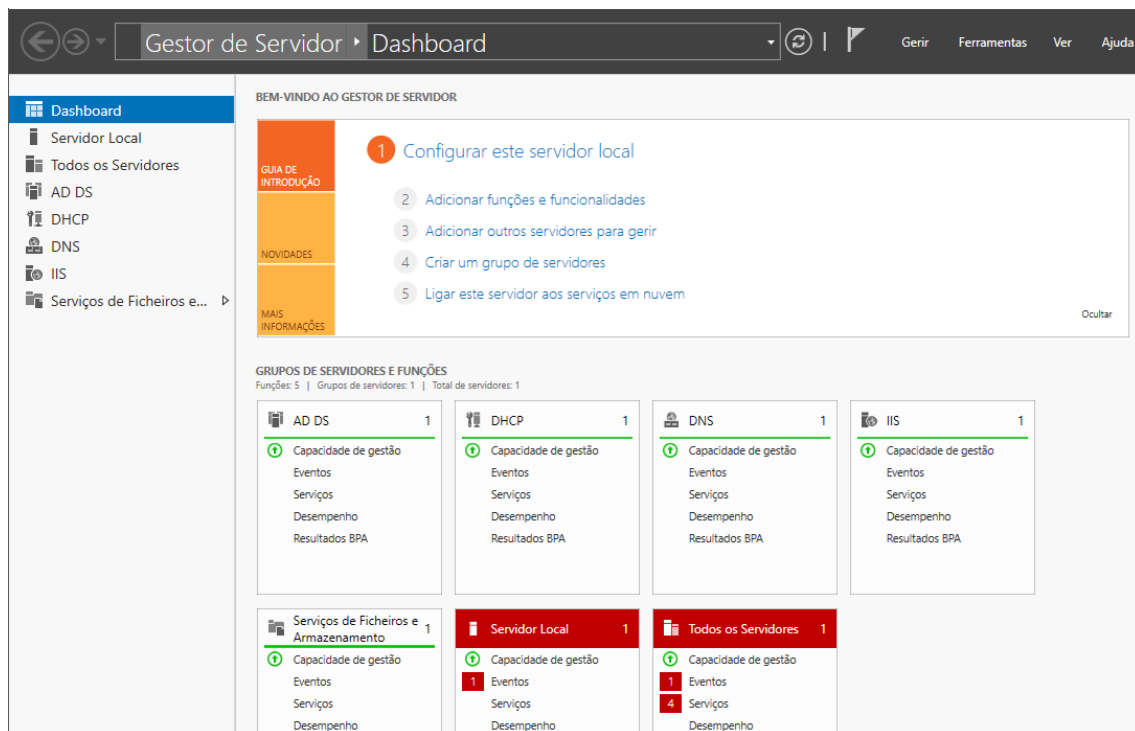 Gestor de Servidor ‣ Dashboard
Gerir Ferramentas Ver Ajuda
Dashboard
Servidor Local
Todos os Servidores
AD DS
DHCP
DNS
IIS
Serviços de Ficheiros e...
BEM-VINDO AO GESTOR DE SERVIDOR
GUIA DE
INTRODUÇÃO
NOVIDADES
MAIS
INFORMAÇÕES
1 Configurar este servidor local
2 Adicionar funções e funcionalidades
3 Adicionar outros servidores para gerir
4 Criar um grupo de servidores
5 Ligar este servidor aos serviços em nuvem
Ocultar
GRUPOS DE SERVIDORES E FUNÇÕES
Funções: 5 | Grupos de servidores: 1 | Total de servidores: 1
AD DS 1
Capacidade de gestão
Eventos
Serviços
Desempenho
Resultados BPA
DHCP 1
Capacidade de gestão
Eventos
Serviços
Desempenho
Resultados BPA
DNS 1
Capacidade de gestão
Eventos
Serviços
Desempenho
Resultados BPA
IIS 1
Capacidade de gestão
Eventos
Serviços
Desempenho
Resultados BPA
Serviços de Ficheiros e
Armazenamento 1
Capacidade de gestão
Eventos
Serviços
Desempenho
Servidor Local 1
Capacidade de gestão
1 Eventos
Serviços
Desempenho
Todos os Servidores 1
Capacidade de gestão
1 Eventos
4 Serviços
Desempenho